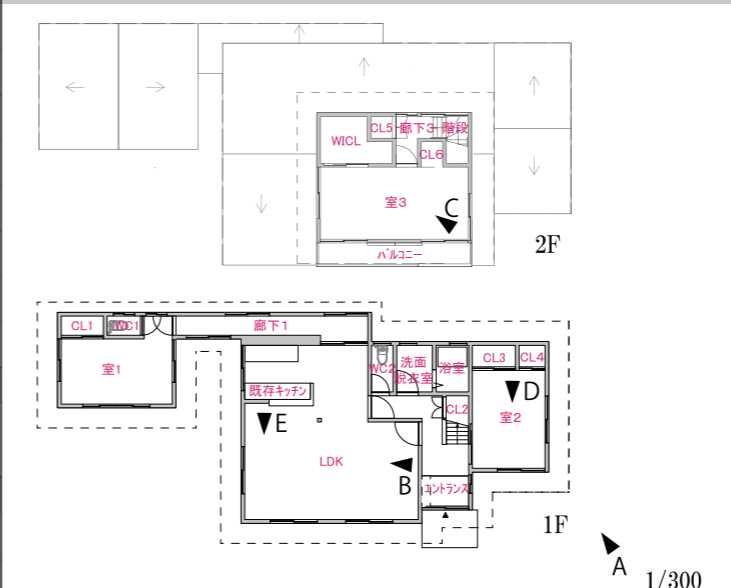 CL5
廊下3
階段
WICL
CL6
室3
C
バルコニー
2F
CL1
WC1
廊下1
室1
WC2
洗面
脱衣室
浴室
CL3
CL4
既存キッチン
CL2
室2
D
E
LDK
B
エントランス
1F
A
1/300